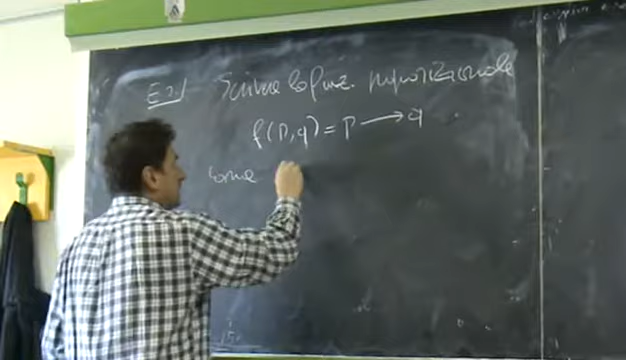 Es.1 Scrivere la funz. proposizionale
f(p,q) = p → q
come